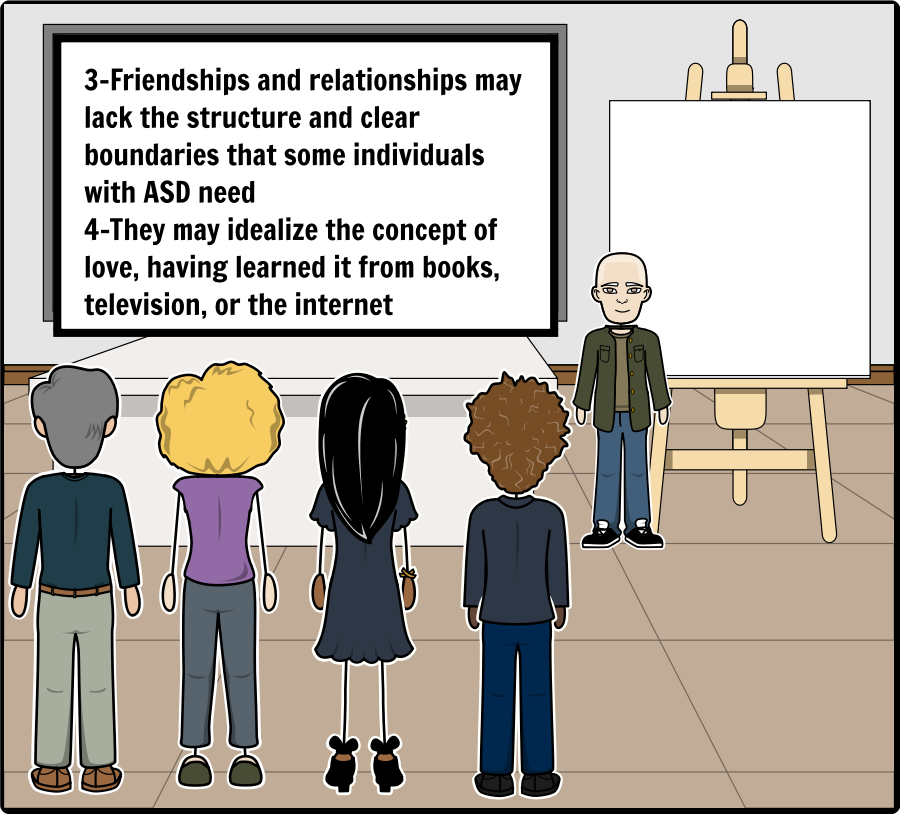 3-Friendships and relationships may
lack the structure and clear
boundaries that some individuals
with ASD need
4-They may idealize the concept of
love, having learned it from books,
television, or the internet